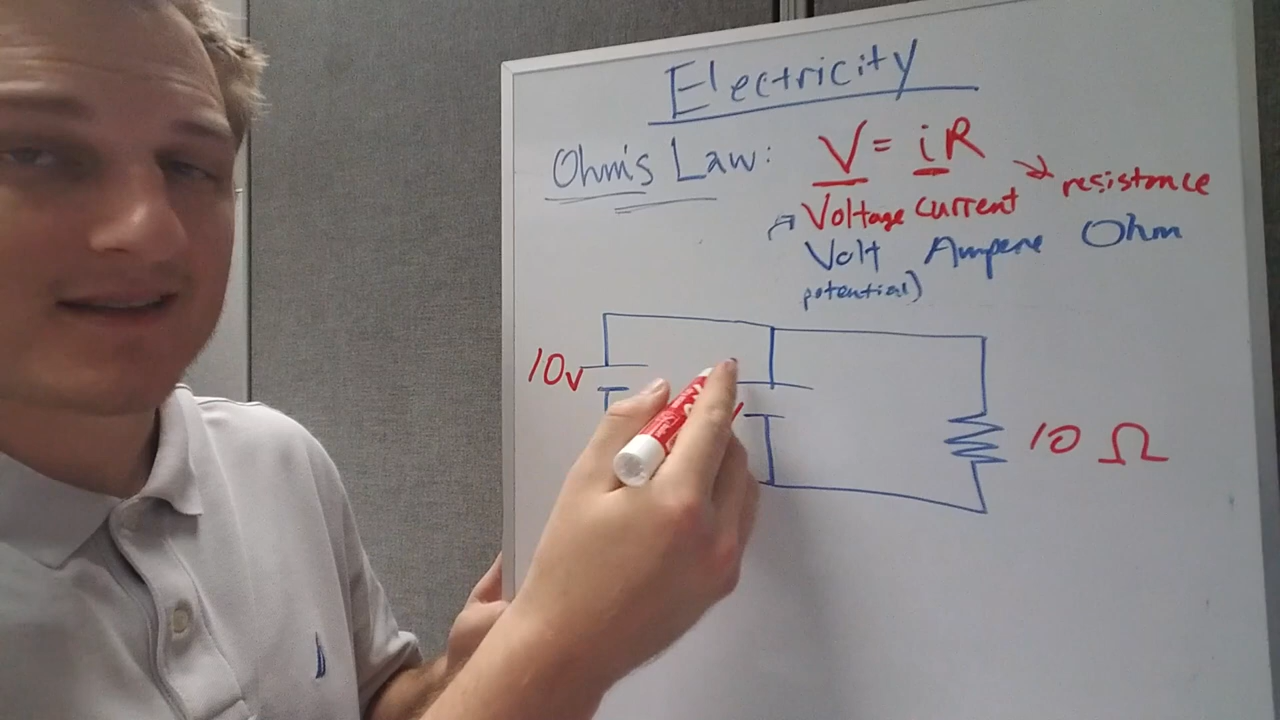 Electricity
Ohm's Law: V = iR
Voltage current resistance
Volt Ampere Ohm
potential)
10v
10 Ω